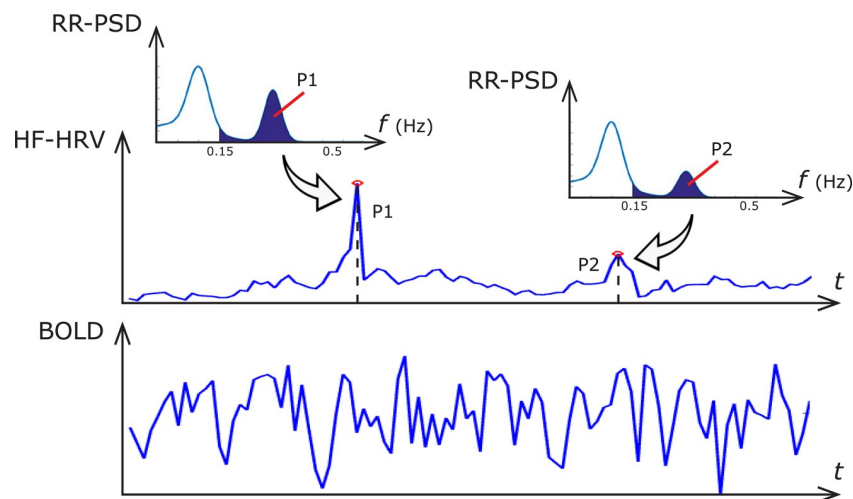 RR-PSD
P1
f (Hz)
0.15
0.5
RR-PSD
P2
f (Hz)
0.15
0.5
HF-HRV
P1
P2
t
BOLD
t